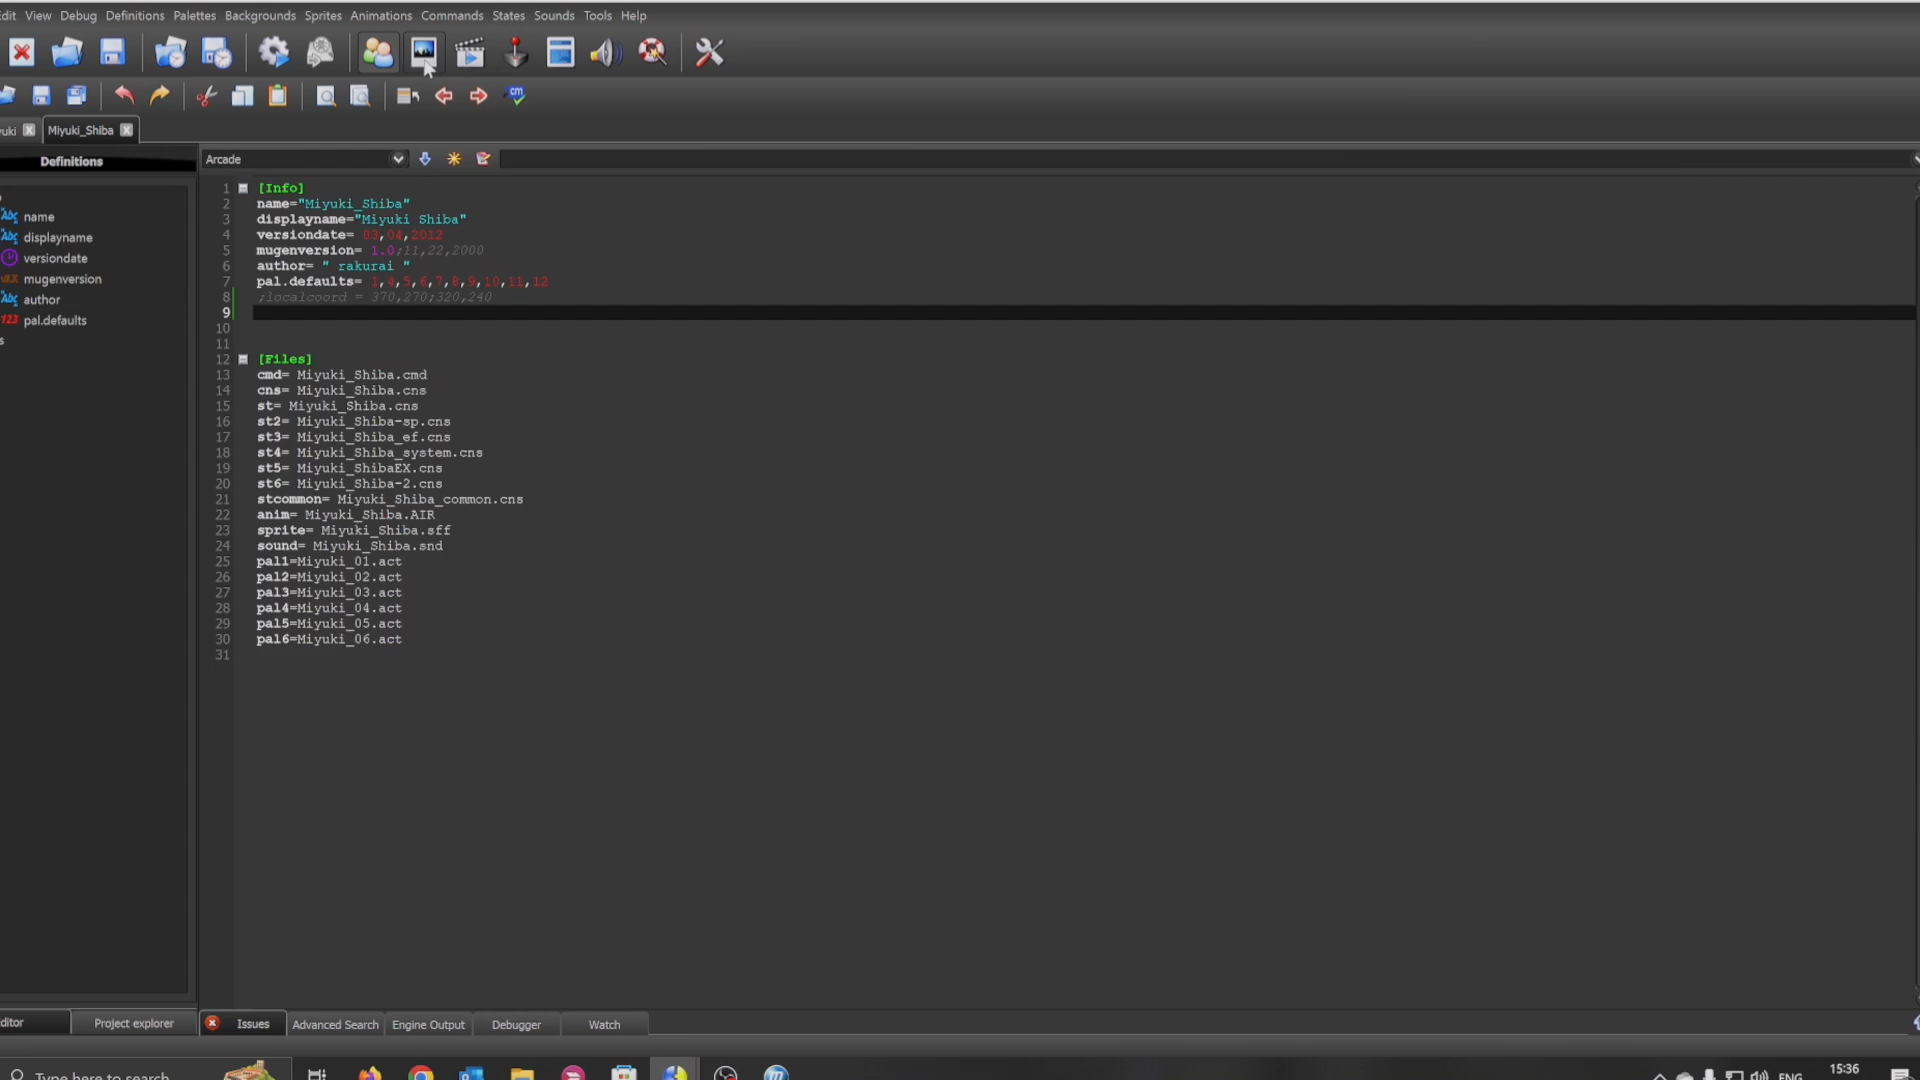 dit View Debug Definitions Palettes Backgrounds Sprites Animations Commands States Sounds Tools Help
cm
yuki Miyuki_Shiba
Definitions
Arcade
Abc name
Abc displayname
versiondate
mugenversion
Abc author
123 pal.defaults
s
1 [Info]
2 name="Miyuki_Shiba"
3 displayname="Miyuki Shiba"
4 versiondate= 03,04,2012
5 mugenversion= 1.0;11,22,2000
6 author= " rakurai "
7 pal.defaults= 1,4,5,6,7,8,9,10,11,12
8 ;localcoord = 370,270;320,240
9
10
11
12 [Files]
13 cmd= Miyuki_Shiba.cmd
14 cns= Miyuki_Shiba.cns
15 st= Miyuki_Shiba.cns
16 st2= Miyuki_Shiba-sp.cns
17 st3= Miyuki_Shiba_ef.cns
18 st4= Miyuki_Shiba_system.cns
19 st5= Miyuki_ShibaEX.cns
20 st6= Miyuki_Shiba-2.cns
21 stcommon= Miyuki_Shiba_common.cns
22 anim= Miyuki_Shiba.AIR
23 sprite= Miyuki_Shiba.sff
24 sound= Miyuki_Shiba.snd
25 pal1=Miyuki_01.act
26 pal2=Miyuki_02.act
27 pal3=Miyuki_03.act
28 pal4=Miyuki_04.act
29 pal5=Miyuki_05.act
30 pal6=Miyuki_06.act
31
ditor Project explorer Issues Advanced Search Engine Output Debugger Watch
Type here to search ENG 15:36